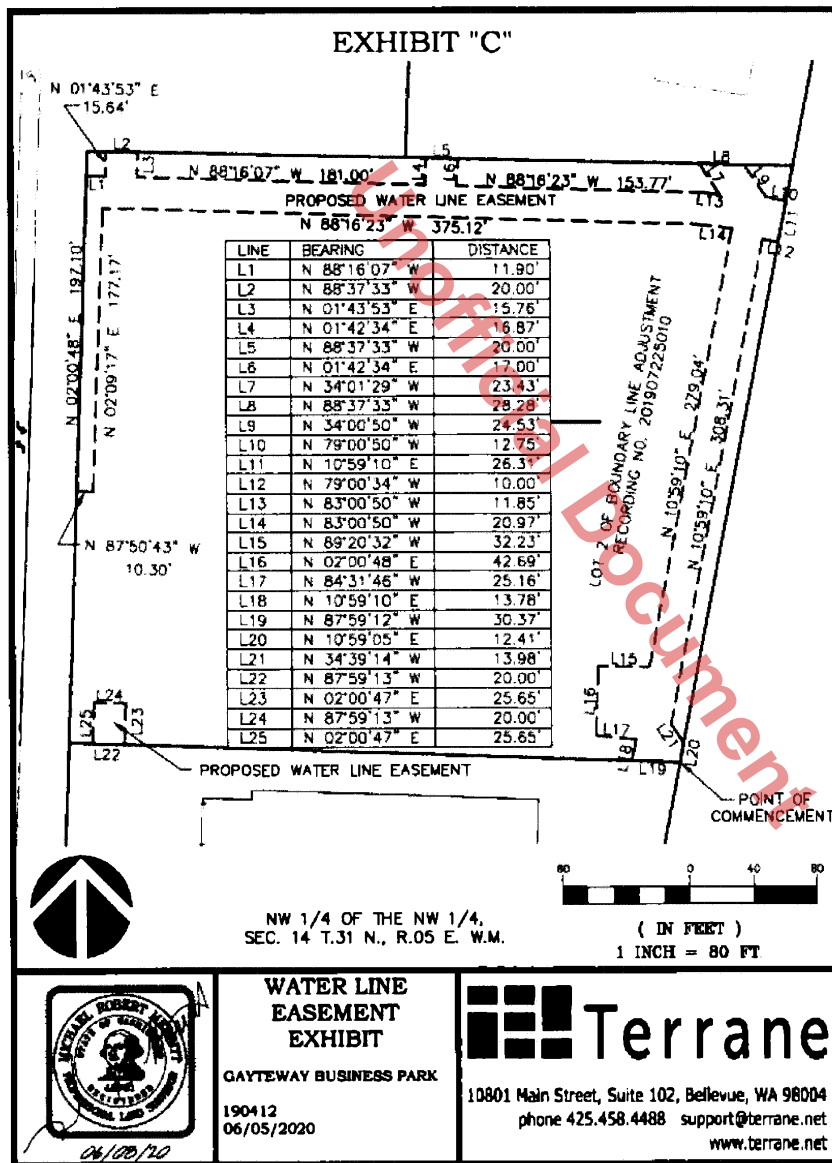 EXHIBIT "C"
N 01°43'53" E
15.64'
L2
L3
L1
N 88°16'07" W 181.00'
L4
L5
L6
N 88°16'23" W 153.77'
L7
L8
L9
L10
L11
L12
L13
L14
PROPOSED WATER LINE EASEMENT
N 88°16'23" W 375.12'
N 02°00'48" E 197.10'
N 02°09'17" E 177.17'
N 87°50'43" W
10.30'
LINE BEARING DISTANCE
L1 N 88°16'07" W 11.90'
L2 N 88°37'33" W 20.00'
L3 N 01°43'53" E 15.76'
L4 N 01°42'34" E 16.87'
L5 N 88°37'33" W 20.00'
L6 N 01°42'34" E 17.00'
L7 N 34°01'29" W 23.43'
L8 N 88°37'33" W 28.28'
L9 N 34°00'50" W 24.53'
L10 N 79°00'50" W 12.75'
L11 N 10°59'10" E 26.31'
L12 N 79°00'34" W 10.00'
L13 N 83°00'50" W 11.85'
L14 N 83°00'50" W 20.97'
L15 N 89°20'32" W 32.23'
L16 N 02°00'48" E 42.69'
L17 N 84°31'46" W 25.16'
L18 N 10°59'10" E 13.78'
L19 N 87°59'12" W 30.37'
L20 N 10°59'05" E 12.41'
L21 N 34°39'14" W 13.98'
L22 N 87°59'13" W 20.00'
L23 N 02°00'47" E 25.65'
L24 N 87°59'13" W 20.00'
L25 N 02°00'47" E 25.65'
LOT 2 OF BOUNDARY LINE ADJUSTMENT
RECORDING NO. 201907225010
N 10°59'10" E 279.04'
N 10°59'10" E 308.31'
Unofficial Document
L15
L16
L17
L18
L19
L20
L21
L24
L25
L23
L22
PROPOSED WATER LINE EASEMENT
POINT OF
COMMENCEMENT
NW 1/4 OF THE NW 1/4,
SEC. 14 T.31 N., R.05 E. W.M.
80 0 40 80
( IN FEET )
1 INCH = 80 FT.
MICHAEL ROBERT
STATE OF WASHINGTON
REGISTERED
PROFESSIONAL LAND SURVEYOR
06/08/20
WATER LINE
EASEMENT
EXHIBIT
GAYTEWAY BUSINESS PARK
190412
06/05/2020
Terrane
10801 Main Street, Suite 102, Bellevue, WA 98004
phone 425.458.4488 support@terrane.net
www.terrane.net